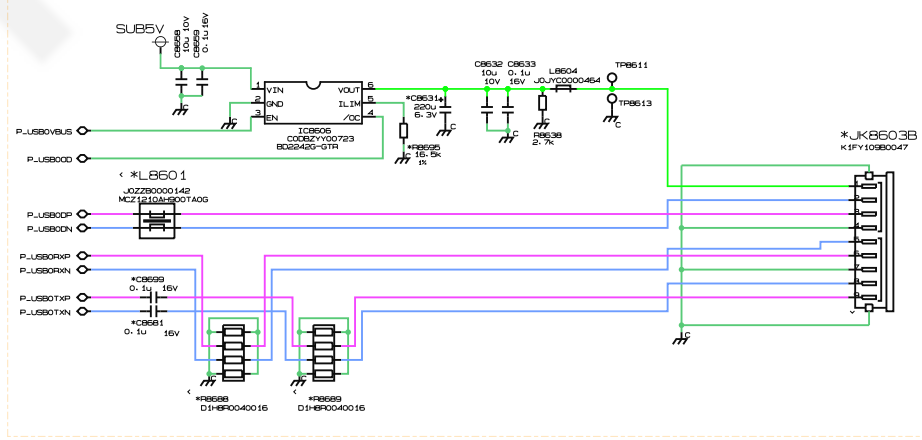 SUB5V
C8658
10u 10V
C8659
0.1u 16V
1
VIN
VOUT
6
2
GND
ILIM
5
3
EN
/OC
4
IC8606
C0DBZYY00723
BD2242G-GTR
C
C
P_USB0VBUS
P_USB0OD
*R8695
16.5k
1%
C
*C8631
+
220u
6.3V
C
C8632
10u
10V
C8633
0.1u
16V
C
L8604
J0JYC0000464
R8638
2.7k
C
TP8611
TP8613
C
*JK8603B
K1FY109B0047
*L8601
J0ZZB0000142
MCZ1210AH900TA0G
P_USB0DP
P_USB0DN
P_USB0RXP
P_USB0RXN
*C8699
0.1u 16V
P_USB0TXP
P_USB0TXN
*C8681
0.1u 16V
C
C
C
*R8688
D1H8R0040016
*R8689
D1H8R0040016